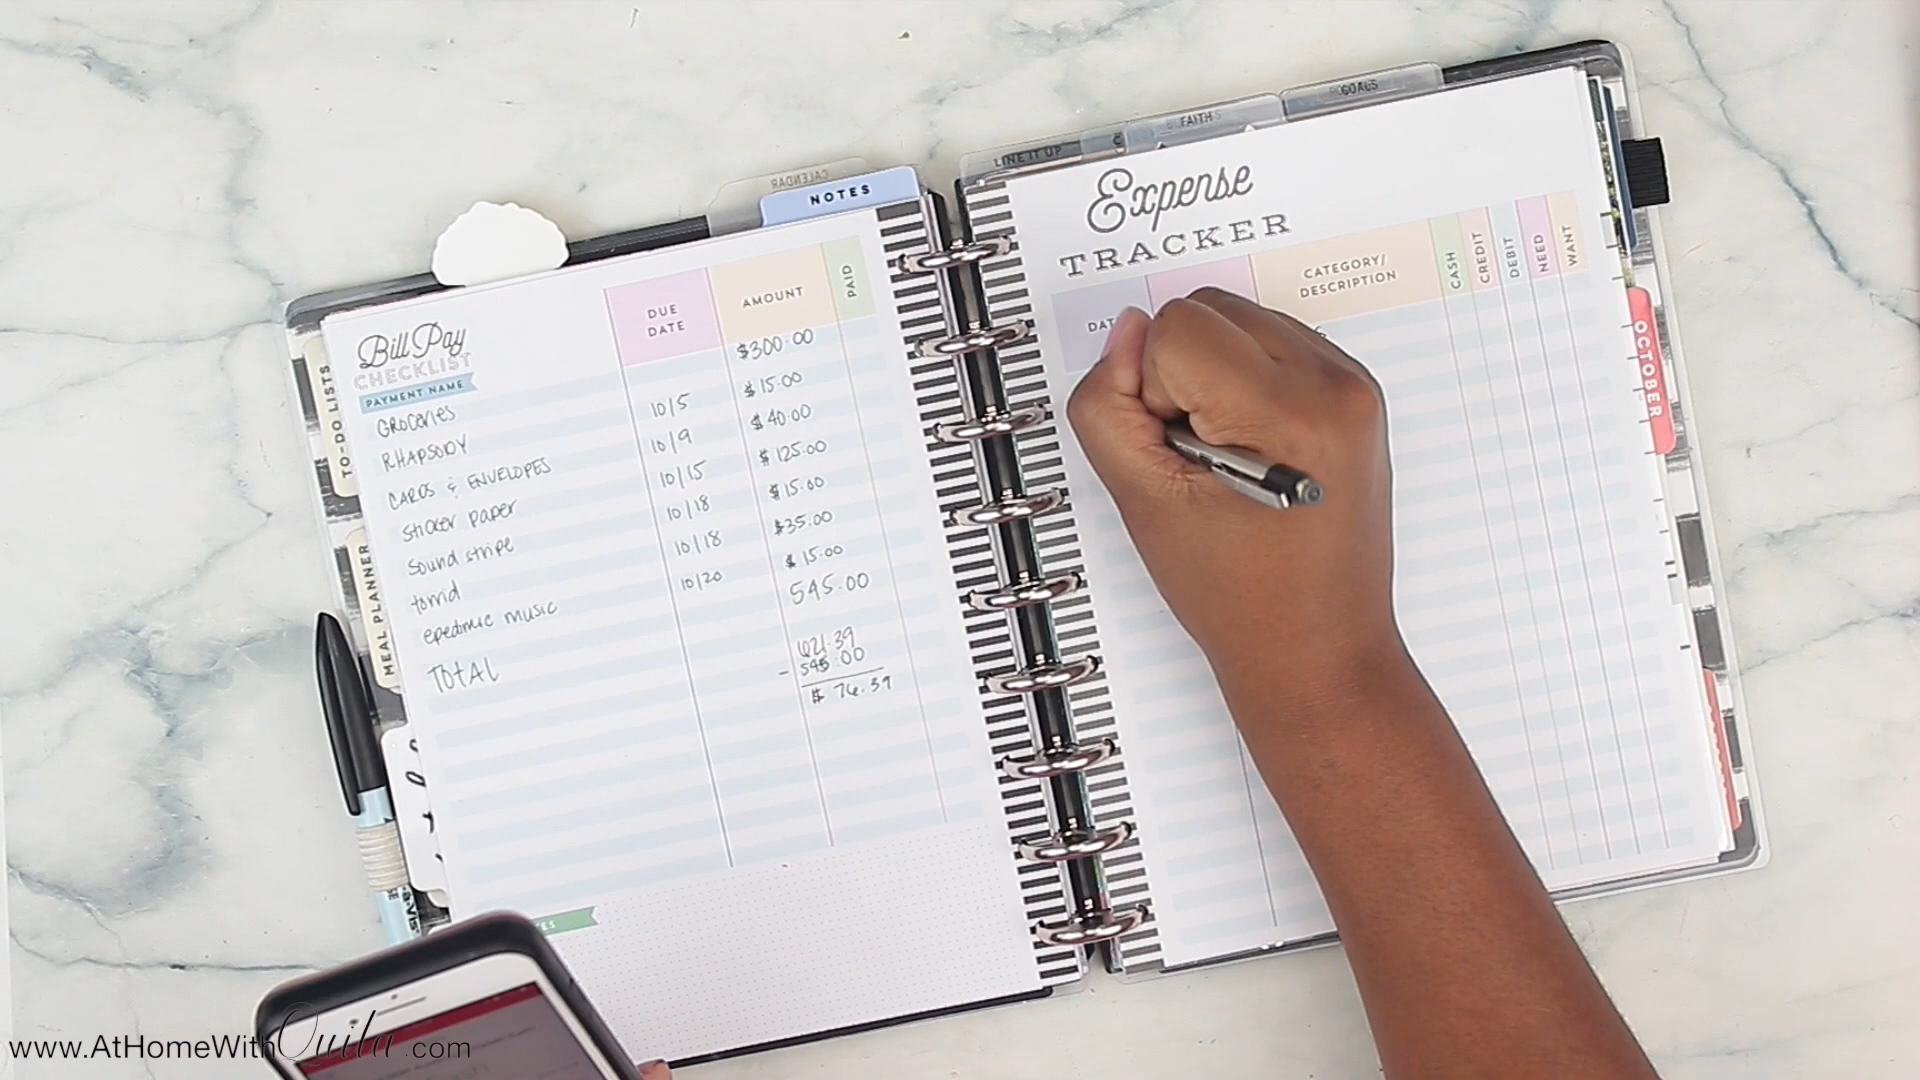 CALENDAR
NOTES
TO-DO LISTS
MEAL PLANNER
Bill Pay
CHECKLIST
PAYMENT NAME
DUE DATE
AMOUNT
PAID
GROCERIES $300.00
RHAPSODY 10/5 $15.00
CARDS & ENVELOPES 10/9 $40.00
sticker paper 10/15 $125.00
sound stripe 10/18 $15.00
torrid 10/18 $35.00
epedimic music 10/20 $15.00
TOTAL 545.00
621.39
- 545.00
$ 76.39
LINE IT UP
FAITH
GOALS
Expense
TRACKER
CATEGORY/
DESCRIPTION
CASH
CREDIT
DEBIT
NEED
WANT
OCTOBER
www.AtHomeWithQuita.com